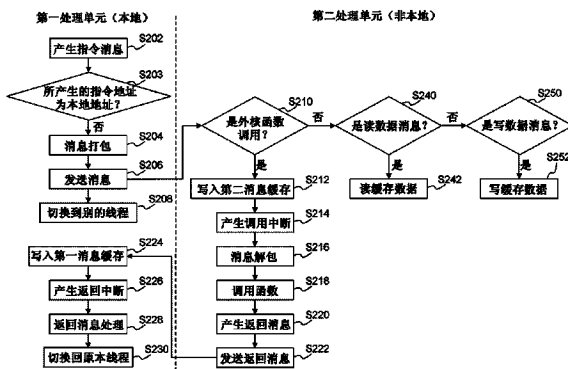 第一处理单元（本地）
第二处理单元（非本地）
S202
产生指令消息
S203
所产生的指令地址
为本地地址？
否
S204
消息打包
S206
发送消息
S208
切换到别的线程
S210
是外核函数
调用？
否
是
S240
是读数据消息？
否
是
S250
是写数据消息？
是
S212
写入第二消息缓存
S242
读缓存数据
S252
写缓存数据
S214
产生调用中断
S216
消息解包
S218
调用函数
S220
产生返回消息
S222
发送返回消息
S224
写入第一消息缓存
S226
产生返回中断
S228
返回消息处理
S230
切换回原本线程